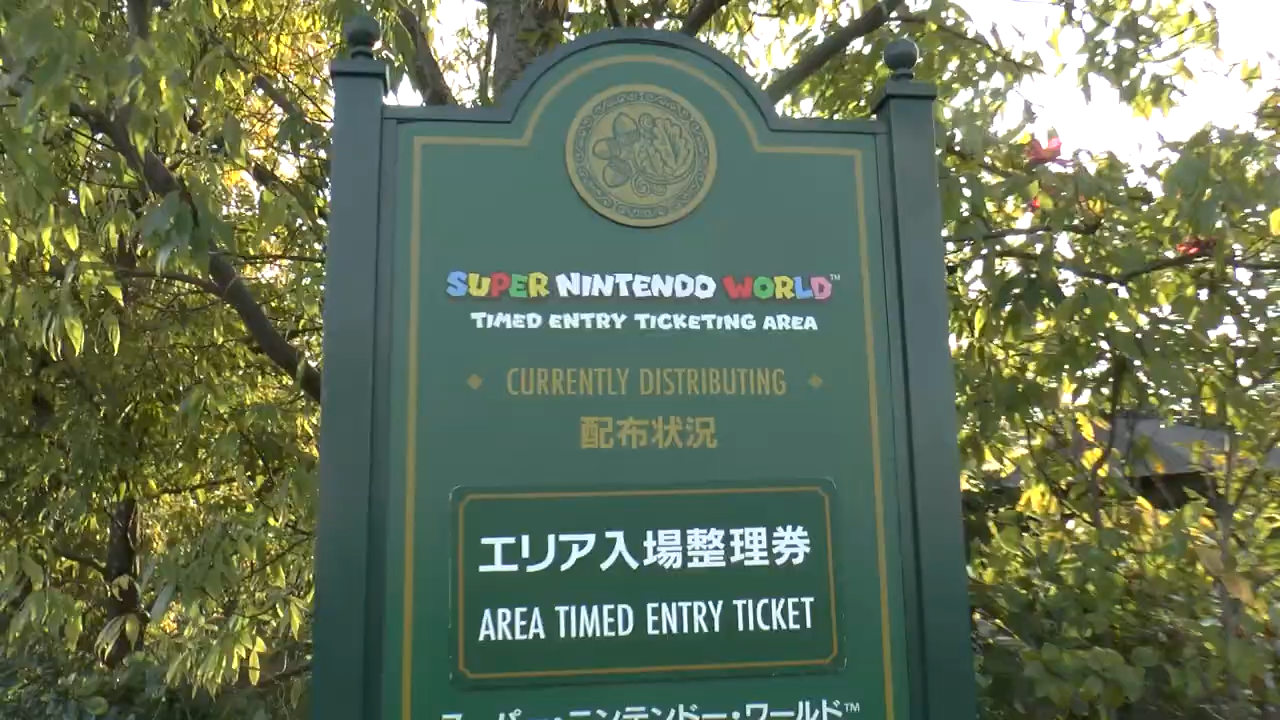 SUPER NINTENDO WORLD™
TIMED ENTRY TICKETING AREA
CURRENTLY DISTRIBUTING
配布状況
エリア入場整理券
AREA TIMED ENTRY TICKET
スーパー・ニンテンドー・ワールド™